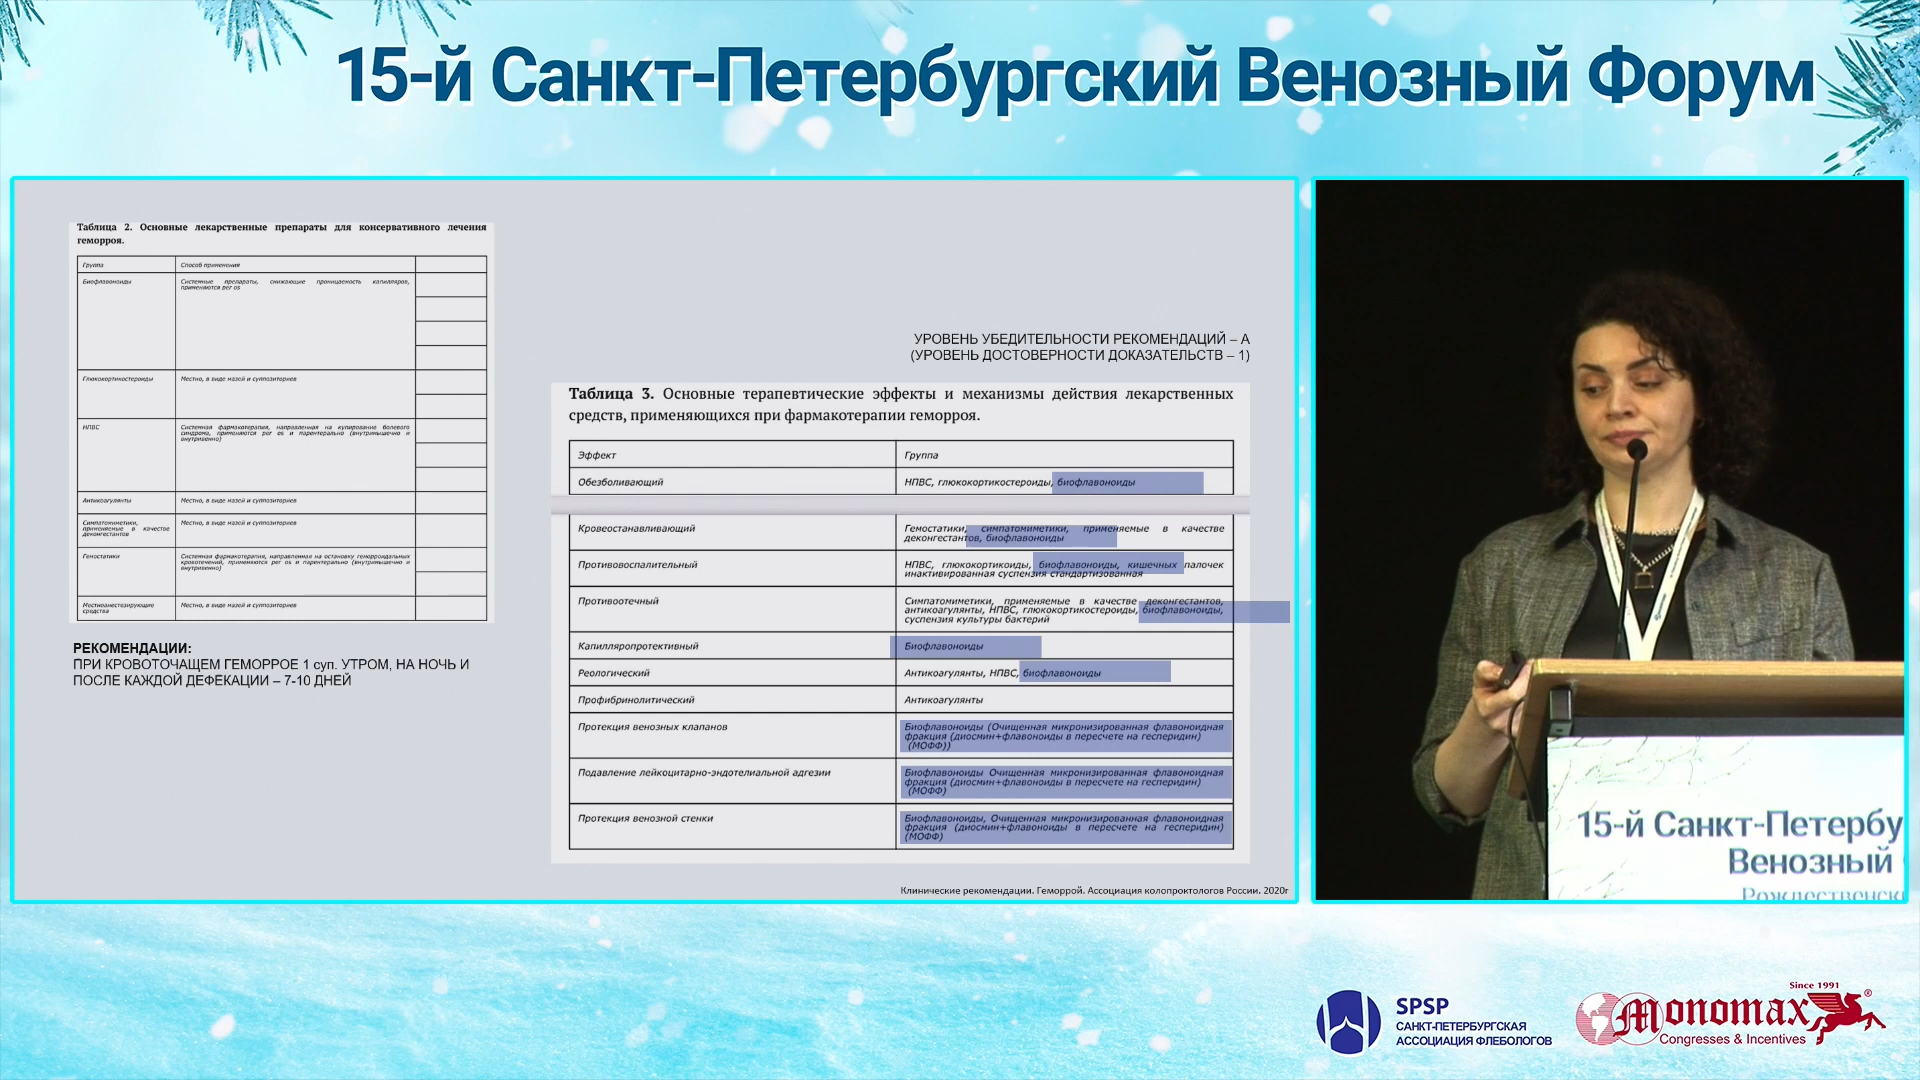 15-й Санкт-Петербургский Венозный Форум
Таблица 2. Основные лекарственные препараты для консервативного лечения
геморроя.
Группа
Способ применения
Биофлавоноиды
Системные препараты, снижающие проницаемость капилляров,
применяются per os
Глюкокортикостероиды
Местно, в виде мазей и суппозиториев
НПВС
Системная фармакотерапия, направленная на купирование болевого
синдрома, применяются per os и парентерально (внутримышечно и
внутривенно)
Антикоагулянты
Местно, в виде мазей и суппозиториев
Симпатомиметики,
применяемые в качестве
деконгестантов
Местно, в виде мазей и суппозиториев
Гемостатики
Системная фармакотерапия, направленная на остановку геморроидальных
кровотечений, применяются per os и парентерально (внутримышечно и
внутривенно)
Местноанестезирующие
средства
Местно, в виде мазей и суппозиториев
РЕКОМЕНДАЦИИ:
ПРИ КРОВОТОЧАЩЕМ ГЕМОРРОЕ 1 суп. УТРОМ, НА НОЧЬ И
ПОСЛЕ КАЖДОЙ ДЕФЕКАЦИИ – 7-10 ДНЕЙ
УРОВЕНЬ УБЕДИТЕЛЬНОСТИ РЕКОМЕНДАЦИЙ – А
(УРОВЕНЬ ДОСТОВЕРНОСТИ ДОКАЗАТЕЛЬСТВ – 1)
Таблица 3. Основные терапевтические эффекты и механизмы действия лекарственных
средств, применяющихся при фармакотерапии геморроя.
Эффект
Группа
Обезболивающий
НПВС, глюкокортикостероиды, биофлавоноиды
Кровеостанавливающий
Гемостатики, симпатомиметики, применяемые в качестве
деконгестантов, биофлавоноиды
Противовоспалительный
НПВС, глюкокортикоиды, биофлавоноиды, кишечных палочек
инактивированная суспензия стандартизованная
Противоотечный
Симпатомиметики, применяемые в качестве деконгестантов,
антикоагулянты, НПВС, глюкокортикостероиды, биофлавоноиды,
суспензия культуры бактерий
Капилляропротективный
Биофлавоноиды
Реологический
Антикоагулянты, НПВС, биофлавоноиды
Профибринолитический
Антикоагулянты
Протекция венозных клапанов
Биофлавоноиды (Очищенная микронизированная флавоноидная
фракция (диосмин+флавоноиды в пересчете на гесперидин)
(МОФФ))
Подавление лейкоцитарно-эндотелиальной адгезии
Биофлавоноиды Очищенная микронизированная флавоноидная
фракция (диосмин+флавоноиды в пересчете на гесперидин)
(МОФФ)
Протекция венозной стенки
Биофлавоноиды, Очищенная микронизированная флавоноидная
фракция (диосмин+флавоноиды в пересчете на гесперидин)
(МОФФ)
Клинические рекомендации. Геморрой. Ассоциация колопроктологов России. 2020г
15-й Санкт-Петербу
Венозный
Рождественск
SPSP
САНКТ-ПЕТЕРБУРГСКАЯ
АССОЦИАЦИЯ ФЛЕБОЛОГОВ
Since 1991
Monomax®
Congresses & Incentives